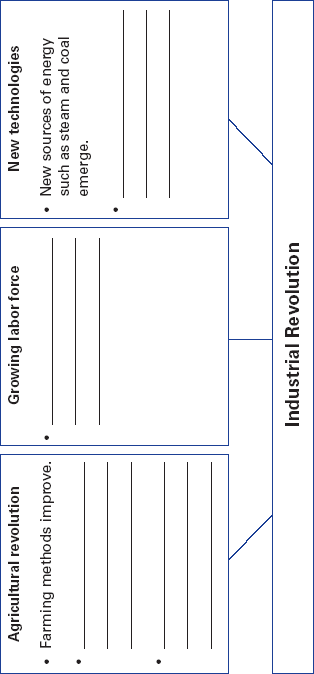 Agricultural revolution
• Farming methods improve.
•
•
Growing labor force
•
New technologies
• New sources of energy
such as steam and coal
emerge.
•
Industrial Revolution